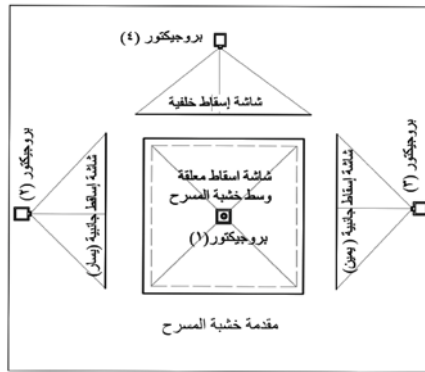 بروجيكتور (٤)
شاشة إسقاط خلفية
بروجيكتور (٣)
شاشة إسقاط جانبية (يمين)
شاشة اسقاط معلقة
وسط خشبة المسرح
بروجيكتور(١)
شاشة إساقط جانبية (يسار)
بروجيكتور (٢)
مقدمة خشبة المسرح